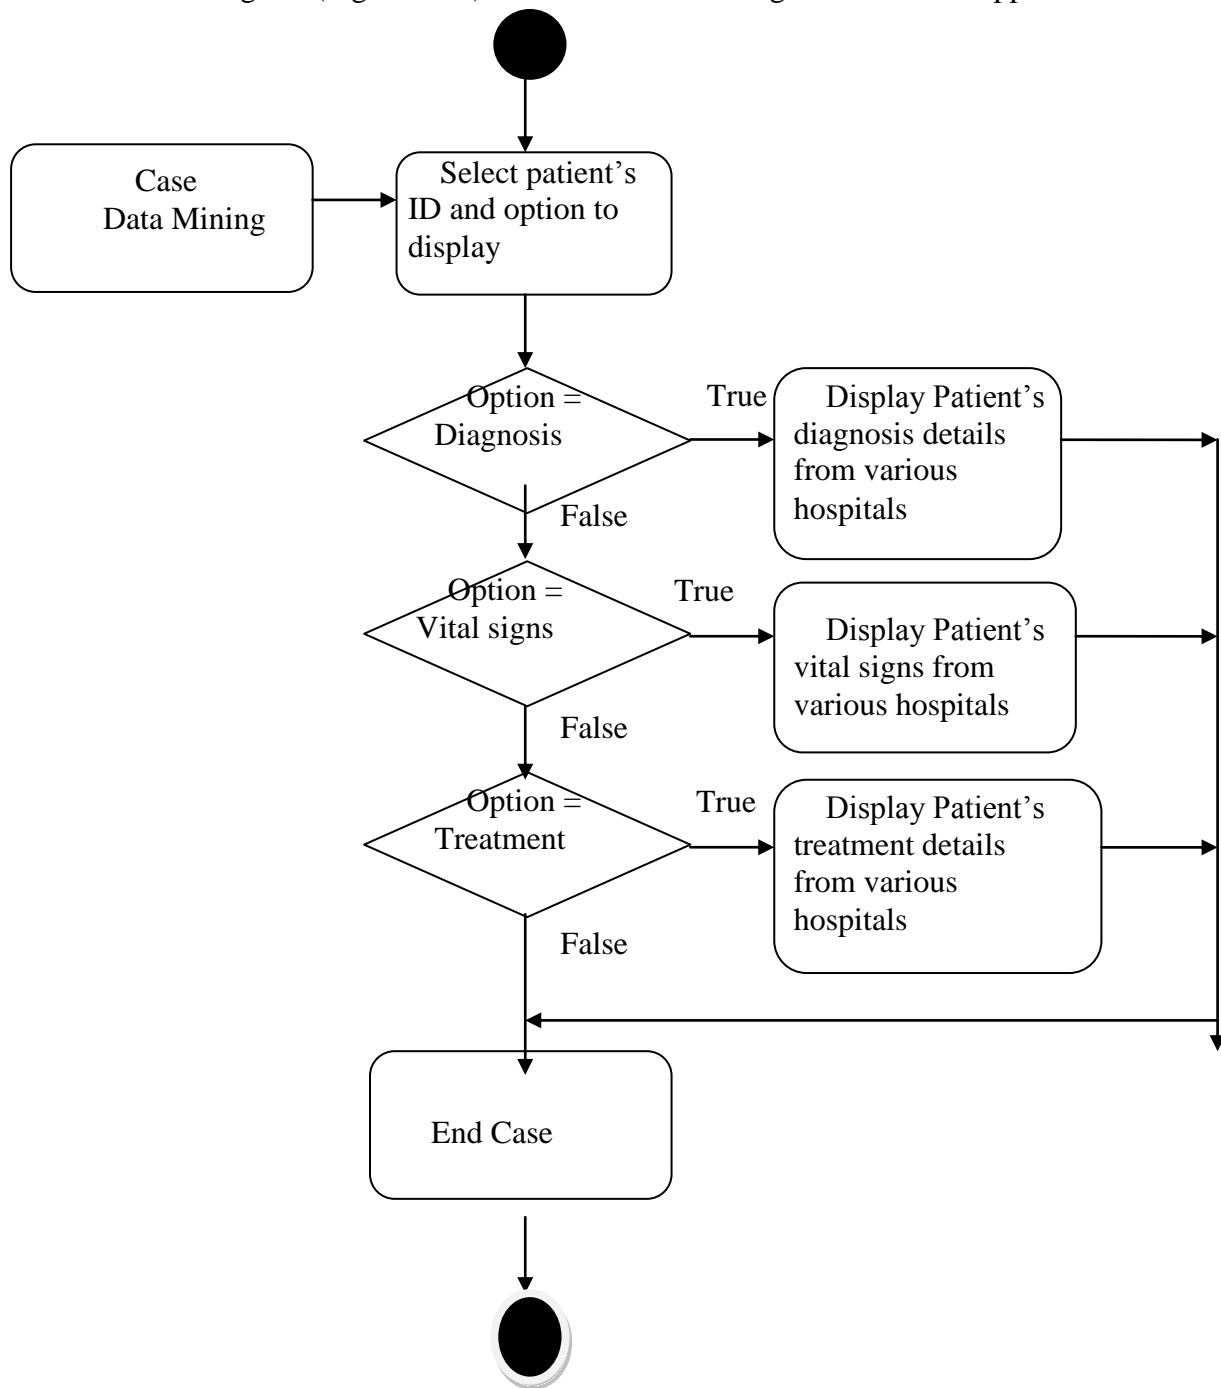 Case
Data Mining
Select patient's
ID and option to
display
Option =
Diagnosis
True
Display Patient's
diagnosis details
from various
hospitals
False
Option =
Vital signs
True
Display Patient's
vital signs from
various hospitals
False
Option =
Treatment
True
Display Patient's
treatment details
from various
hospitals
False
End Case